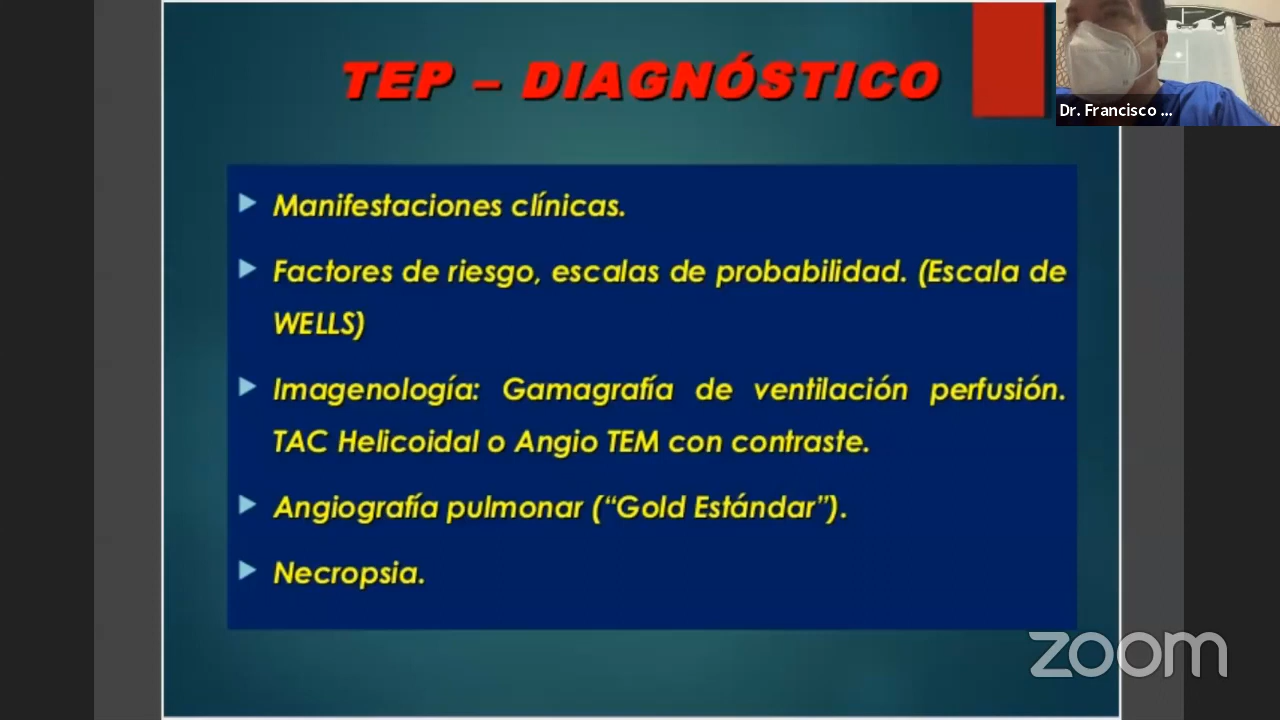 TEP – DIAGNÓSTICO
Dr. Francisco ...
Manifestaciones clínicas.
Factores de riesgo, escalas de probabilidad. (Escala de
WELLS)
Imagenología: Gamagrafía de ventilación perfusión.
TAC Helicoidal o Angio TEM con contraste.
Angiografía pulmonar (“Gold Estándar”).
Necropsia.
zoom